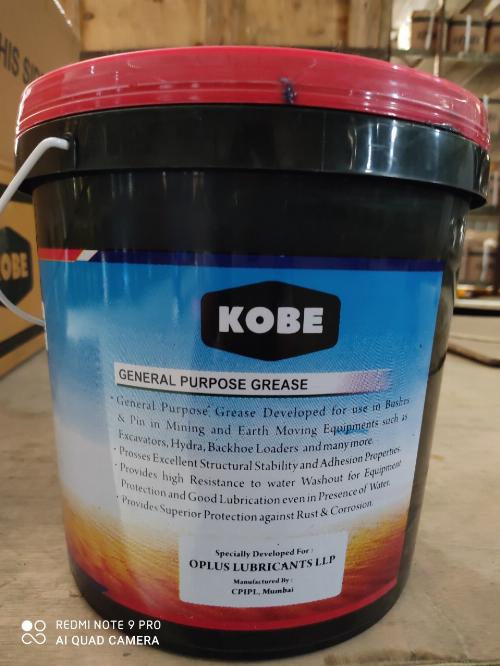 HIS SI
OBE
KOBE
GENERAL PURPOSE GREASE
· General Purpose Grease Developed for use in Bushes
& Pin in Mining and Earth Moving Equipments such as
Excavators, Hydra, Backhoe Loaders and many more.
· Prosses Excellent Structural Stability and Adhesion Properties.
· Provides high Resistance to water Washout for Equipment
Protection and Good Lubrication even in Presence of Water.
· Provides Superior Protection against Rust & Corrosion.
Specially Developed For :
OPLUS LUBRICANTS LLP
Manufactured By :
CPIPL, Mumbai
REDMI NOTE 9 PRO
AI QUAD CAMERA